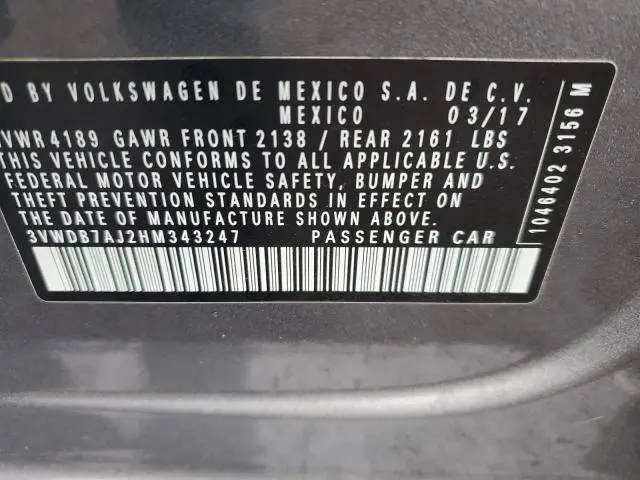 D BY VOLKSWAGEN DE MEXICO S.A. DE C.V.
MEXICO 03/17
VWR4189 GAWR FRONT 2138 / REAR 2161 LBS
THIS VEHICLE CONFORMS TO ALL APPLICABLE U.S.
FEDERAL MOTOR VEHICLE SAFETY, BUMPER AND
THEFT PREVENTION STANDARDS IN EFFECT ON
THE DATE OF MANUFACTURE SHOWN ABOVE.
3VWDB7AJ2HM343247 PASSENGER CAR
1046402 3156 M